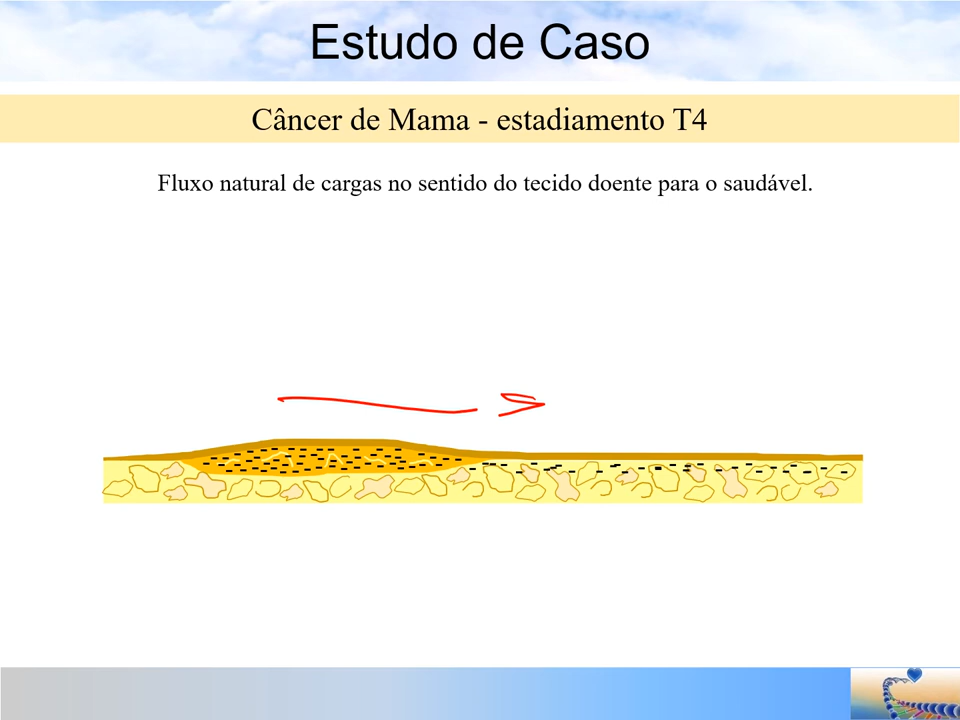 Estudo de Caso
Câncer de Mama - estadiamento T4
Fluxo natural de cargas no sentido do tecido doente para o saudável.